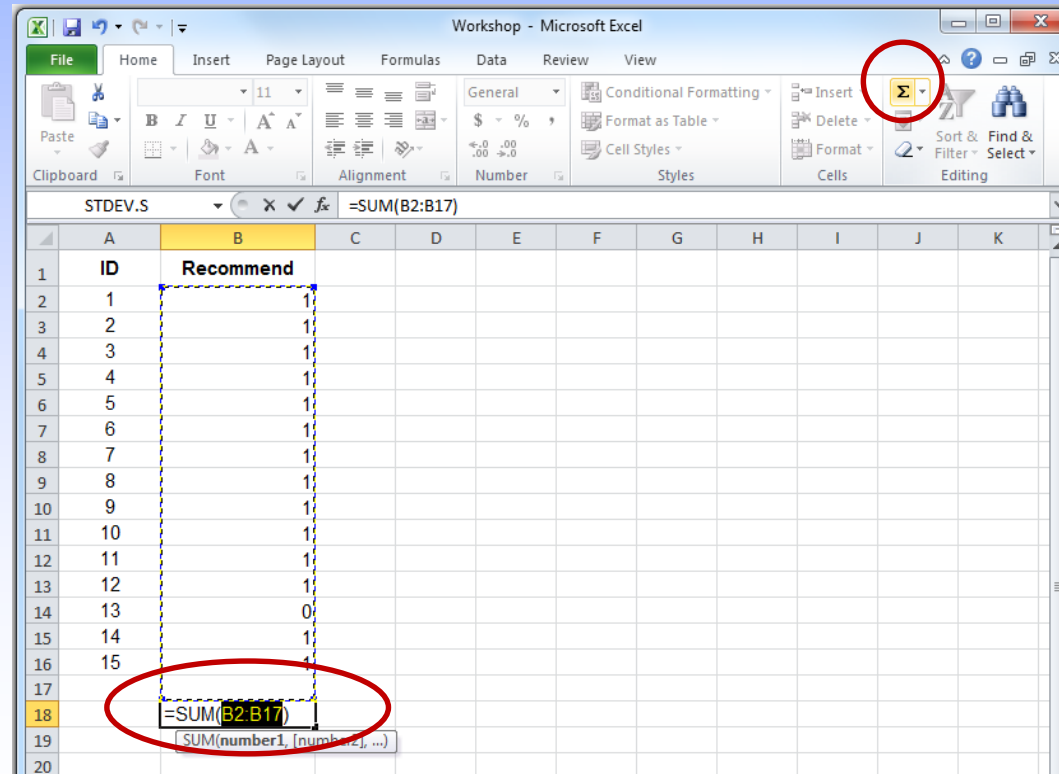 Workshop - Microsoft Excel
File Home Insert Page Layout Formulas Data Review View
11 General Conditional Formatting Insert Σ
Paste B I U A A $ % , Format as Table Delete Sort & Filter Find & Select
A .0 .00 .00 .0 Cell Styles Format
Clipboard Font Alignment Number Styles Cells Editing
STDEV.S fx =SUM(B2:B17)
A B C D E F G H I J K
1 ID Recommend
2 1 1
3 2 1
4 3 1
5 4 1
6 5 1
7 6 1
8 7 1
9 8 1
10 9 1
11 10 1
12 11 1
13 12 1
14 13 0
15 14 1
16 15 1
17
18 =SUM(B2:B17)
19 SUM(number1, [number2], ...)
20